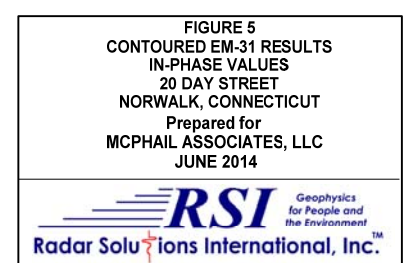 FIGURE 5
CONTOURED EM-31 RESULTS
IN-PHASE VALUES
20 DAY STREET
NORWALK, CONNECTICUT
Prepared for
MCPHAIL ASSOCIATES, LLC
JUNE 2014
RSI
Geophysics
for People and
the Environment
Radar Solutions International, Inc.™